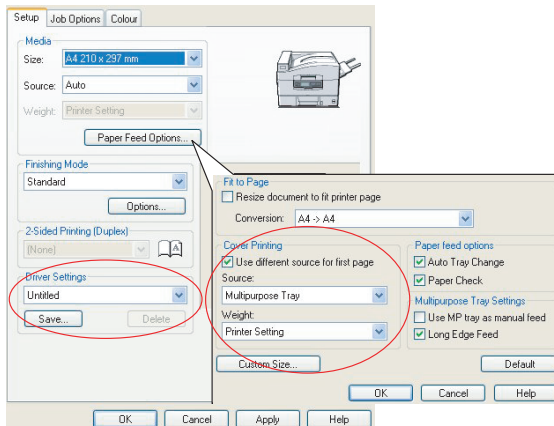 Setup Job Options Colour
Media
Size: A4 210 x 297 mm
Source: Auto
Weight: Printer Setting
Paper Feed Options...
Finishing Mode
Standard
Options...
2-Sided Printing (Duplex)
(None)
A
Driver Settings
Untitled
Save... Delete
OK Cancel Apply Help
Fit to Page
Resize document to fit printer page
Conversion: A4 -> A4
Cover Printing
Use different source for first page
Source:
Multipurpose Tray
Weight:
Printer Setting
Custom Size...
Paper feed options
Auto Tray Change
Paper Check
Multipurpose Tray Settings
Use MP tray as manual feed
Long Edge Feed
Default
OK Cancel Help